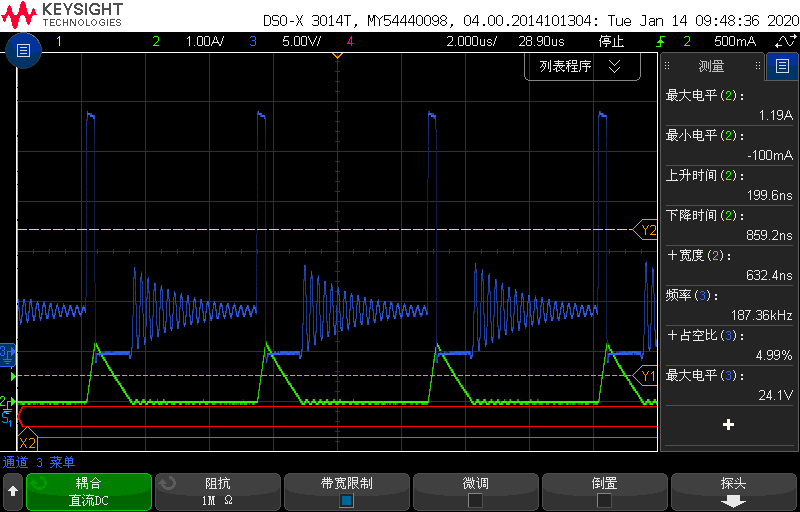 KEYSIGHT
TECHNOLOGIES
DSO-X 3014T, MY54440098, 04.00.2014101304: Tue Jan 14 09:48:36 2020
1 2 1.00A/ 3 5.00V/ 4 2.000us/ 28.90us 停止 2 500mA
列表程序
测量
最大电平(2):
1.19A
最小电平(2):
-100mA
上升时间(2):
199.6ns
下降时间(2):
859.2ns
+宽度(2):
632.4ns
频率(3):
187.36kHz
+占空比(3):
4.99%
最大电平(3):
24.1V
Y2
3
Y1
2
S1
X2
通道 3 菜单
耦合
直流DC
阻抗
1M Ω
带宽限制
微调
倒置
探头